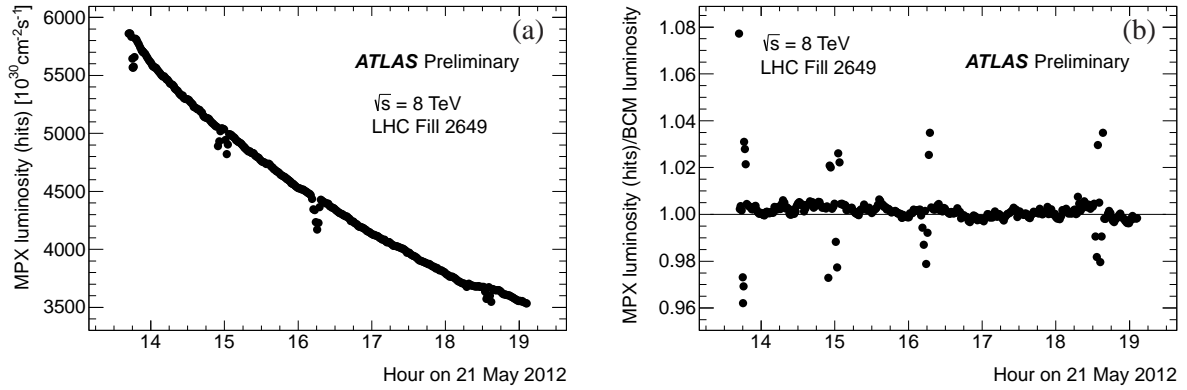 (a)
ATLAS Preliminary
√s = 8 TeV
LHC Fill 2649
MPX luminosity (hits) [10³⁰cm⁻²s⁻¹]
6000
5500
5000
4500
4000
3500
14 15 16 17 18 19
Hour on 21 May 2012
(b)
√s = 8 TeV
LHC Fill 2649
ATLAS Preliminary
MPX luminosity (hits)/BCM luminosity
1.08
1.06
1.04
1.02
1.00
0.98
0.96
14 15 16 17 18 19
Hour on 21 May 2012